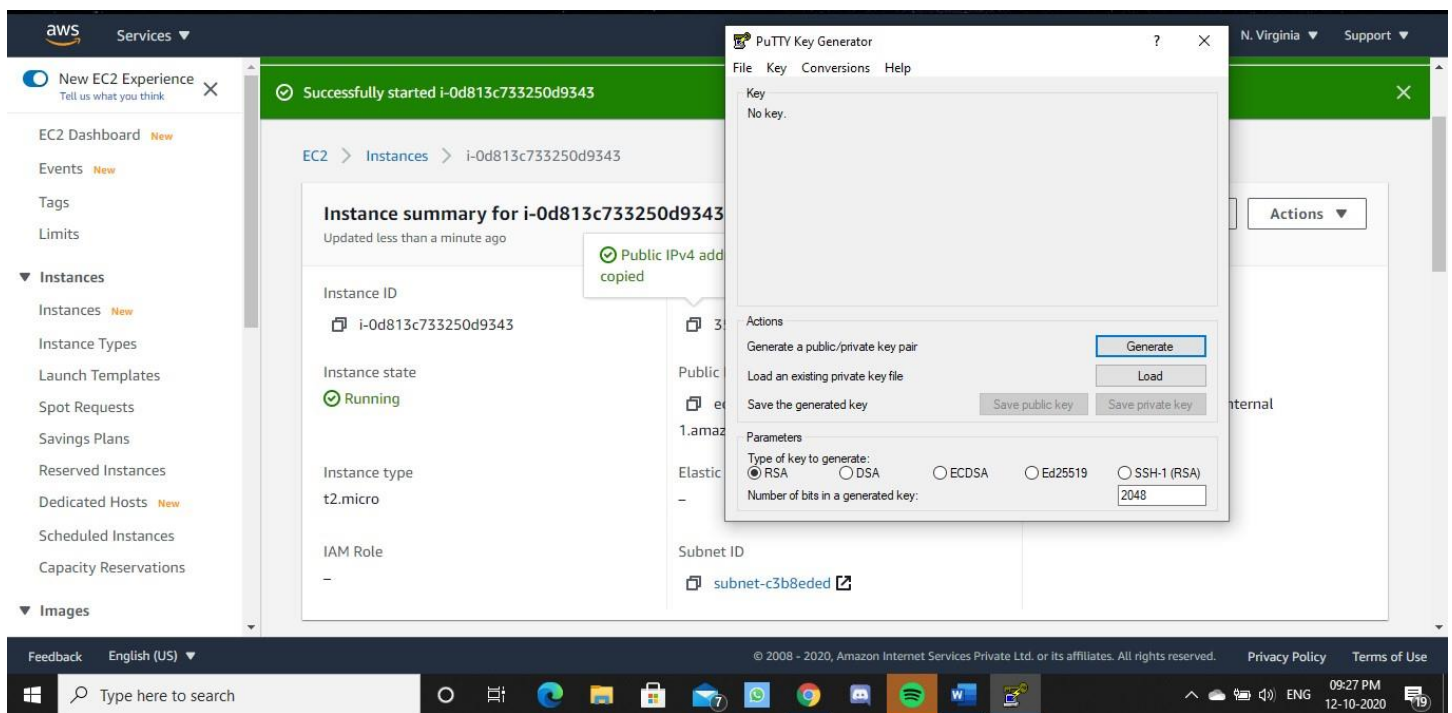 aws
Services
N. Virginia
Support
New EC2 Experience
Tell us what you think
EC2 Dashboard New
Events New
Tags
Limits
Instances
Instances New
Instance Types
Launch Templates
Spot Requests
Savings Plans
Reserved Instances
Dedicated Hosts New
Scheduled Instances
Capacity Reservations
Images
Successfully started i-0d813c733250d9343
EC2 > Instances > i-0d813c733250d9343
Instance summary for i-0d813c733250d9343
Updated less than a minute ago
Actions
Public IPv4 add
copied
Instance ID
i-0d813c733250d9343
Instance state
Running
Public
1.amaz
nternal
Instance type
t2.micro
Elastic
–
IAM Role
–
Subnet ID
subnet-c3b8eded
PuTTY Key Generator
? X
File Key Conversions Help
Key
No key.
Actions
Generate a public/private key pair
Generate
Load an existing private key file
Load
Save the generated key
Save public key
Save private key
Parameters
Type of key to generate:
RSA DSA ECDSA Ed25519 SSH-1 (RSA)
Number of bits in a generated key:
2048
Feedback English (US)
© 2008 - 2020, Amazon Internet Services Private Ltd. or its affiliates. All rights reserved. Privacy Policy Terms of Use
Type here to search
7
ENG
09:27 PM
12-10-2020
19